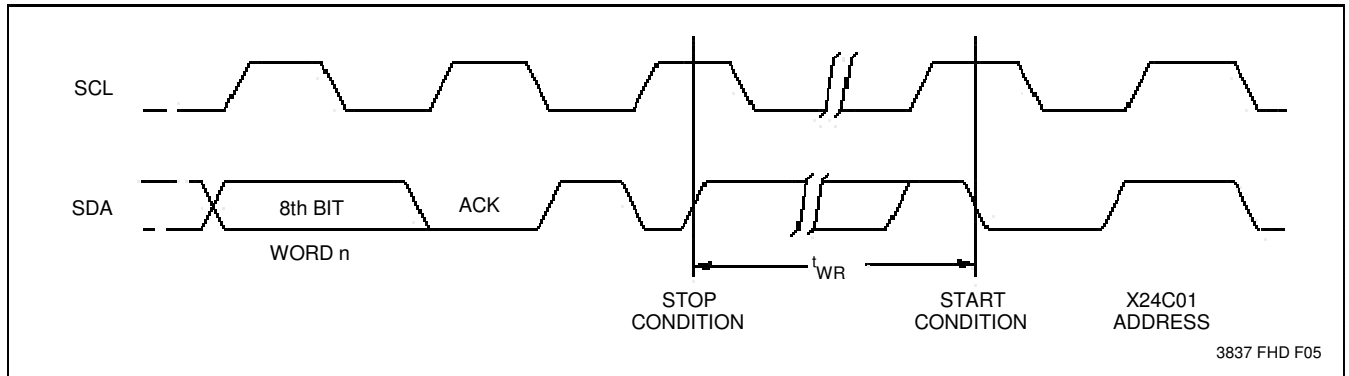 SCL
SDA
8th BIT
ACK
WORD n
tWR
STOP
CONDITION
START
CONDITION
X24C01
ADDRESS
3837 FHD F05